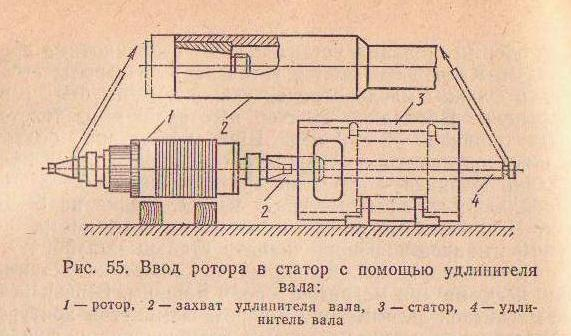 1
2
3
2
4
Рис. 55. Ввод ротора в статор с помощью удлинителя
вала:
1 — ротор, 2 — захват удлинителя вала, 3 — статор, 4 — удли-
нитель вала